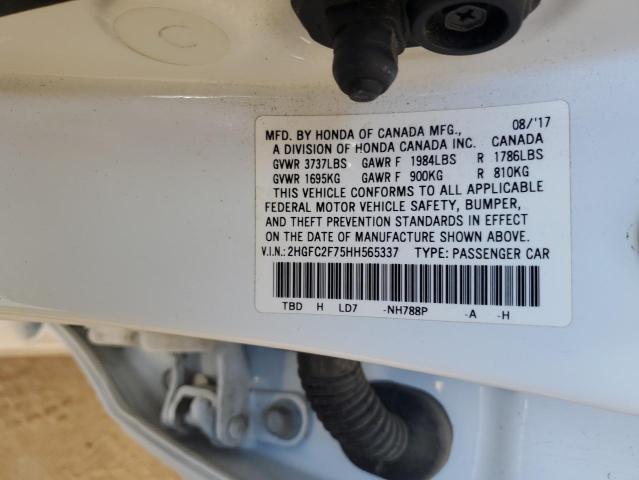 MFD. BY HONDA OF CANADA MFG., 08/'17
A DIVISION OF HONDA CANADA INC. CANADA
GVWR 3737LBS GAWR F 1984LBS R 1786LBS
GVWR 1695KG GAWR F 900KG R 810KG
THIS VEHICLE CONFORMS TO ALL APPLICABLE
FEDERAL MOTOR VEHICLE SAFETY, BUMPER,
AND THEFT PREVENTION STANDARDS IN EFFECT
ON THE DATE OF MANUFACTURE SHOWN ABOVE.
V.I.N.: 2HGFC2F75HH565337 TYPE: PASSENGER CAR
TBD H LD7 -NH788P -A -H